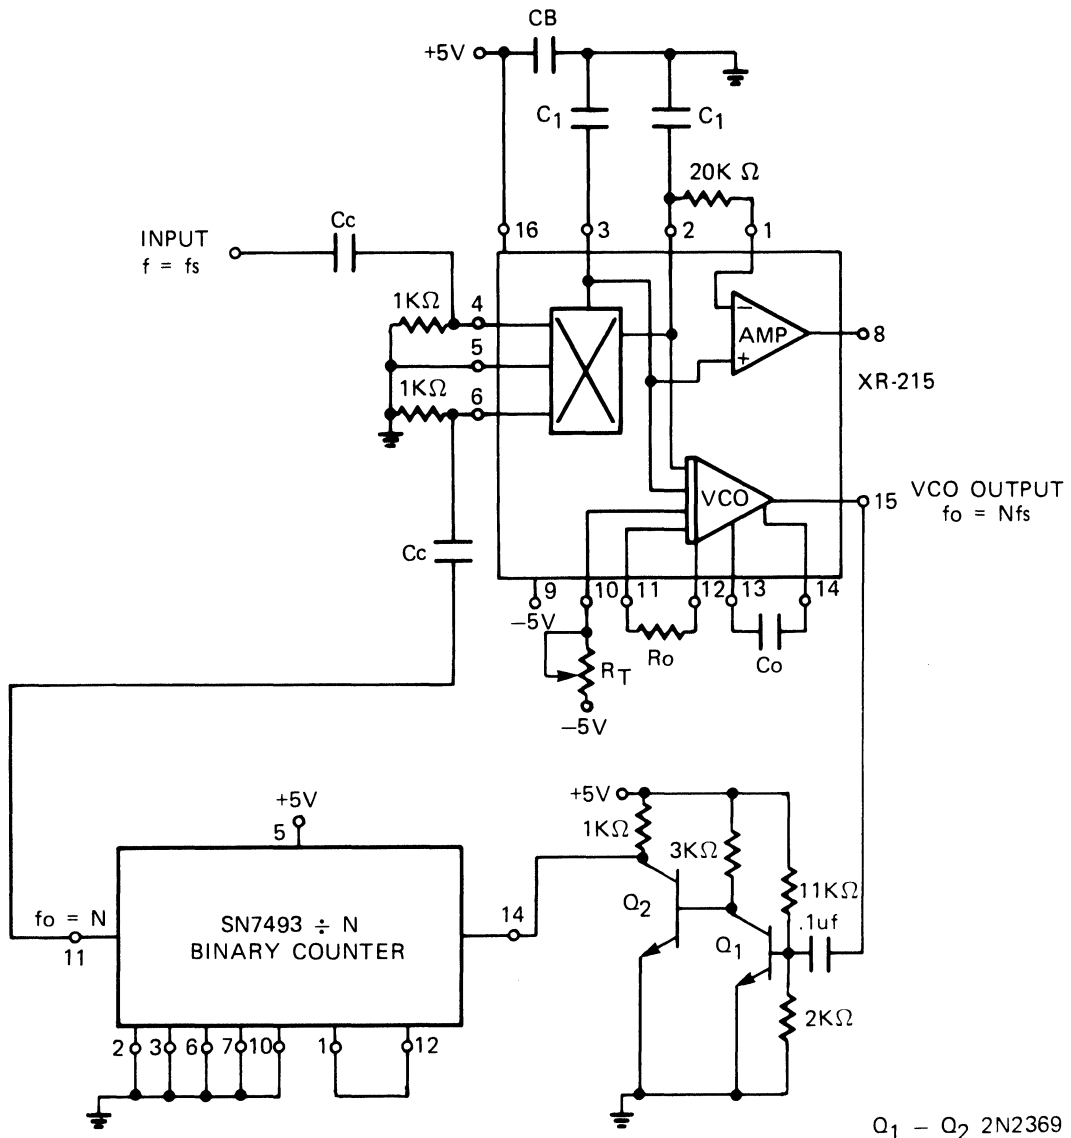 CB
+5V
C1
C1
20K Ω
Cc
INPUT
f = fs
16
3
2
1
1KΩ
4
5
1KΩ
6
−
AMP
+
8
XR-215
VCO
15
VCO OUTPUT
fo = Nfs
Cc
9
−5V
10
11
12
13
14
Ro
Co
RT
−5V
+5V
5
+5V
1KΩ
3KΩ
11KΩ
.1uf
fo = N
11
SN7493 ÷ N
BINARY COUNTER
14
Q2
Q1
2KΩ
2
3
6
7
10
1
12
Q1 − Q2 2N2369